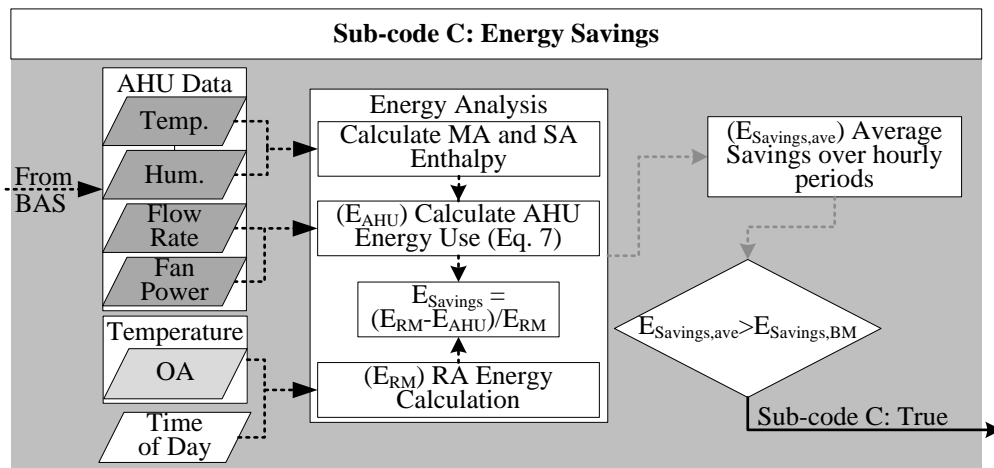 Sub-code C: Energy Savings
AHU Data
Temp.
Hum.
Flow
Rate
Fan
Power
From
BAS
Temperature
OA
Time
of Day
Energy Analysis
Calculate MA and SA
Enthalpy
(E_AHU) Calculate AHU
Energy Use (Eq. 7)
E_Savings =
(E_RM-E_AHU)/E_RM
(E_RM) RA Energy
Calculation
(E_Savings,ave) Average
Savings over hourly
periods
E_Savings,ave>E_Savings,BM
Sub-code C: True